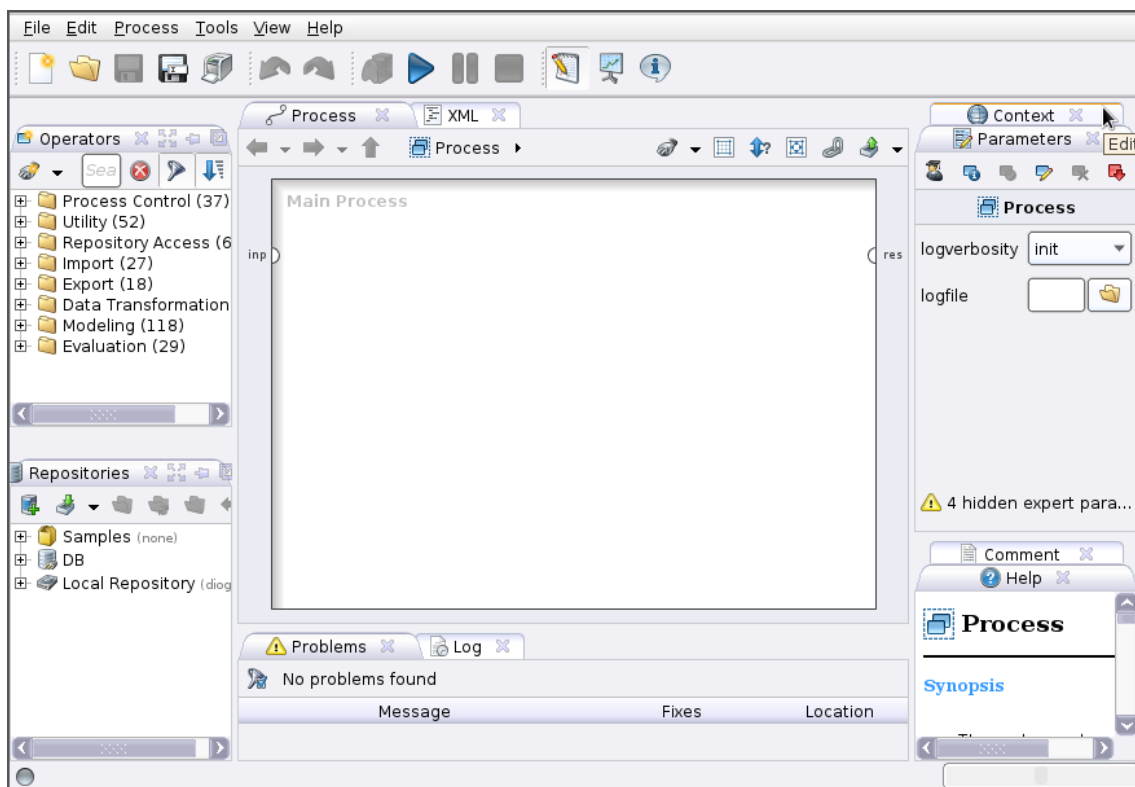 File Edit Process Tools View Help
Process XML
Context
Operators
Parameters
Edit
Sea
Process
Process Control (37)
Utility (52)
Repository Access (6
Import (27)
Export (18)
Data Transformation
Modeling (118)
Evaluation (29)
Main Process
inp
res
Process
logverbosity init
logfile
4 hidden expert para...
Repositories
Samples (none)
DB
Local Repository (diog
Comment
Help
Process
Synopsis
Problems Log
No problems found
Message Fixes Location